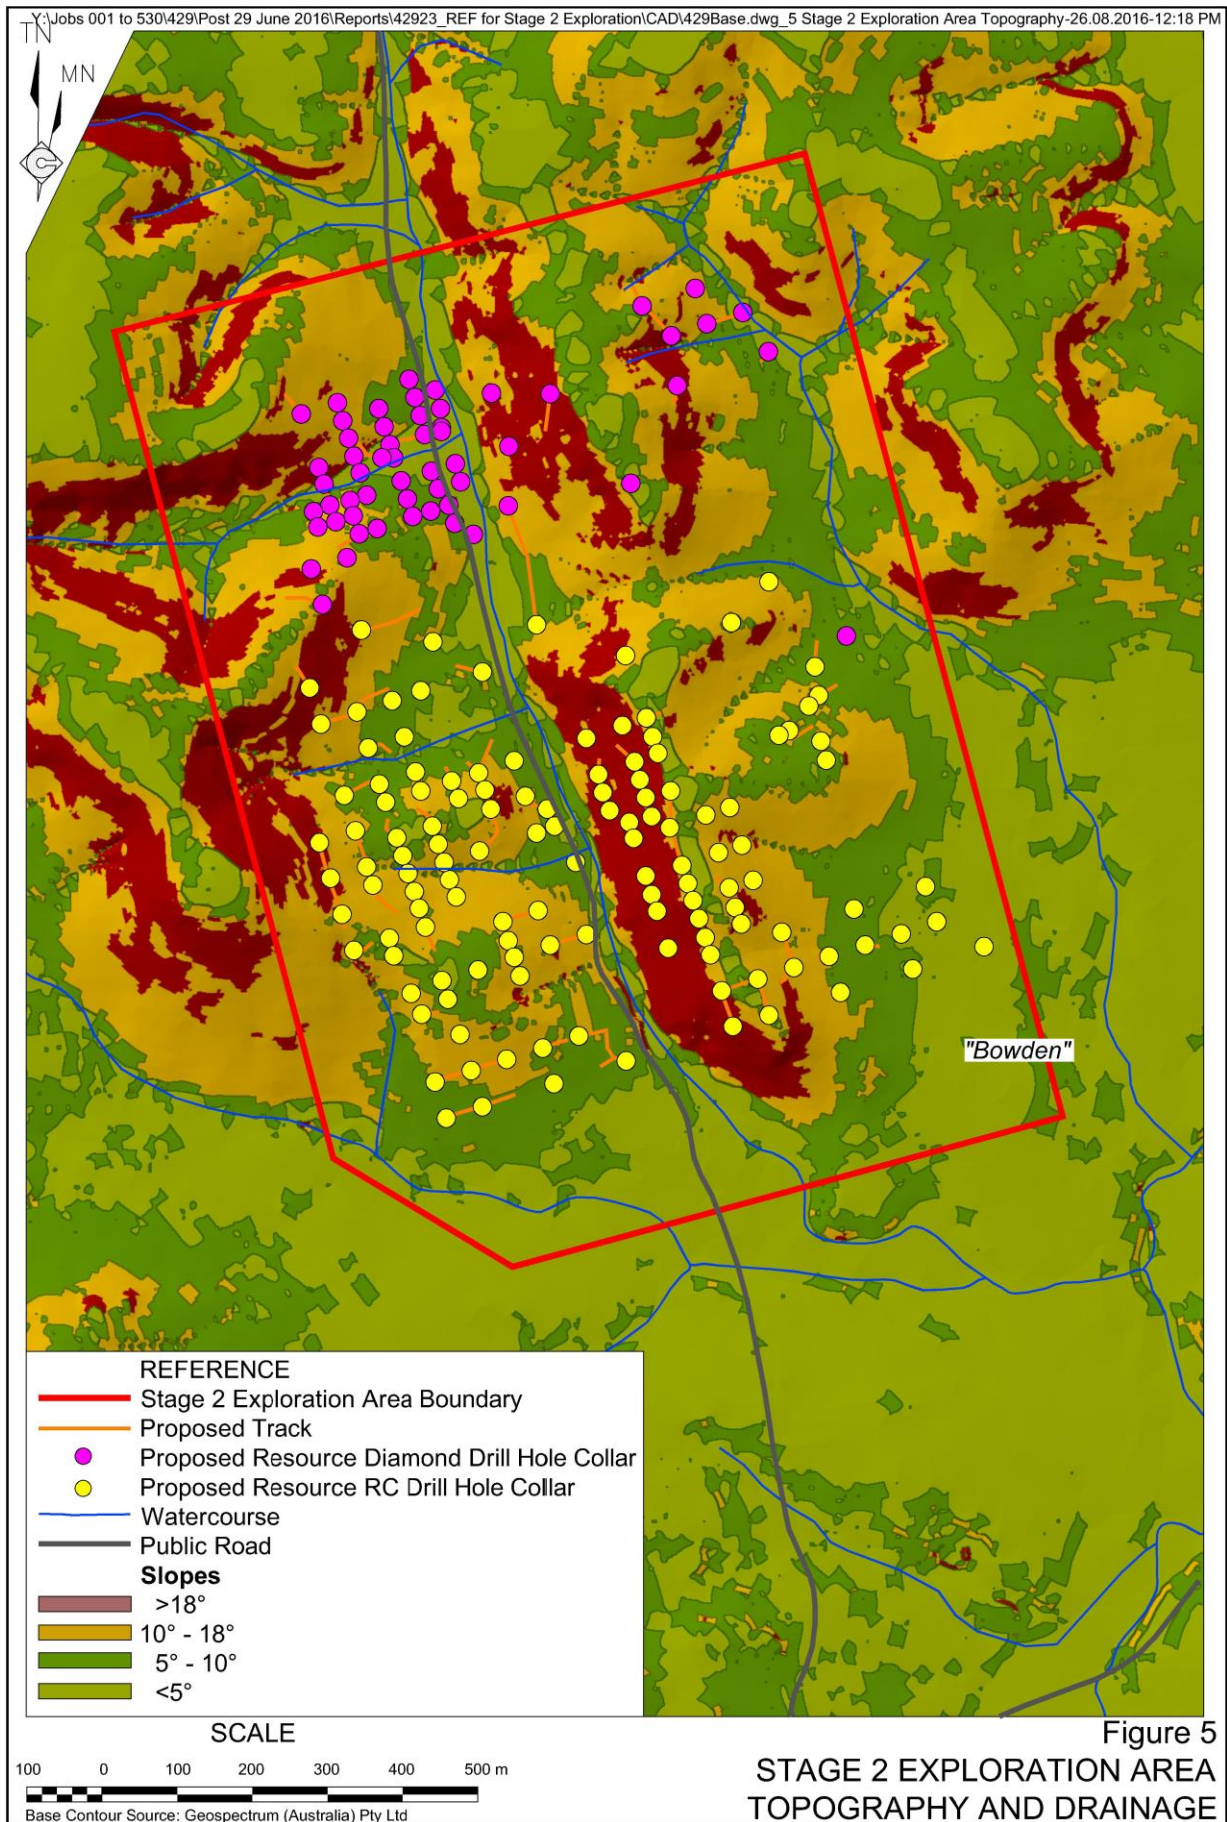 Y:\Jobs 001 to 530\429\Post 29 June 2016\Reports\42923_REF for Stage 2 Exploration\CAD\429Base.dwg_5 Stage 2 Exploration Area Topography-26.08.2016-12:18 PM
TN
MN
"Bowden"
REFERENCE
Stage 2 Exploration Area Boundary
Proposed Track
Proposed Resource Diamond Drill Hole Collar
Proposed Resource RC Drill Hole Collar
Watercourse
Public Road
Slopes
>18°
10° - 18°
5° - 10°
<5°
SCALE
100 0 100 200 300 400 500 m
Base Contour Source: Geospectrum (Australia) Pty Ltd
Figure 5
STAGE 2 EXPLORATION AREA
TOPOGRAPHY AND DRAINAGE